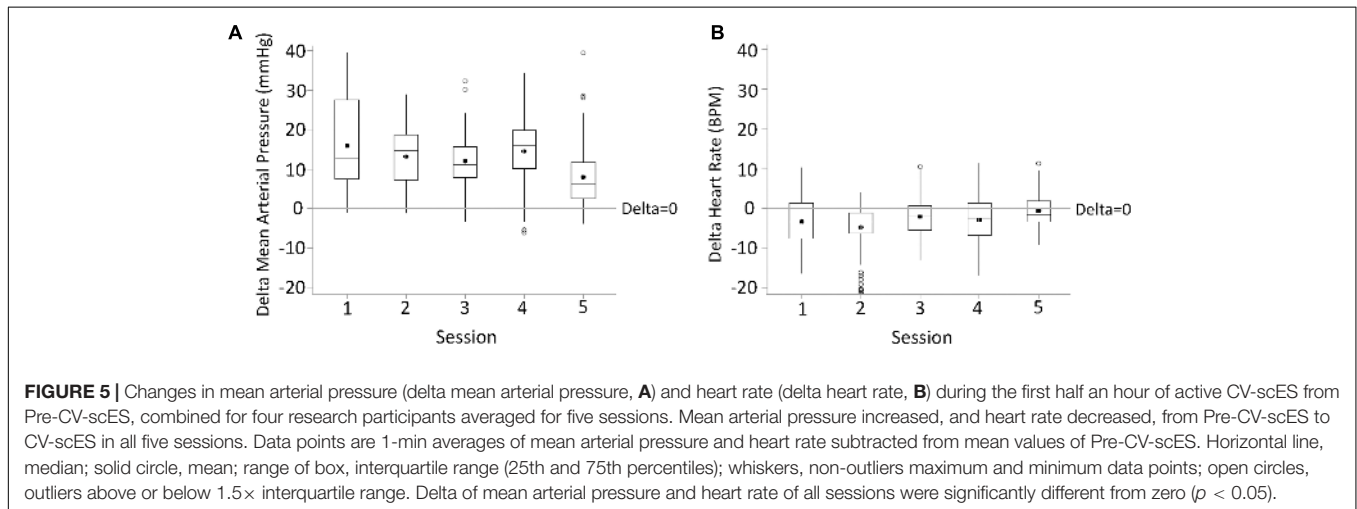 A
B
Delta Mean Arterial Pressure (mmHg)
40
30
20
10
0
-10
-20
Delta=0
1 2 3 4 5
Session
Delta Heart Rate (BPM)
40
30
20
10
0
-10
-20
Delta=0
1 2 3 4 5
Session
FIGURE 5 | Changes in mean arterial pressure (delta mean arterial pressure, A) and heart rate (delta heart rate, B) during the first half an hour of active CV-scES from
Pre-CV-scES, combined for four research participants averaged for five sessions. Mean arterial pressure increased, and heart rate decreased, from Pre-CV-scES to
CV-scES in all five sessions. Data points are 1-min averages of mean arterial pressure and heart rate subtracted from mean values of Pre-CV-scES. Horizontal line,
median; solid circle, mean; range of box, interquartile range (25th and 75th percentiles); whiskers, non-outliers maximum and minimum data points; open circles,
outliers above or below 1.5× interquartile range. Delta of mean arterial pressure and heart rate of all sessions were significantly different from zero (p < 0.05).